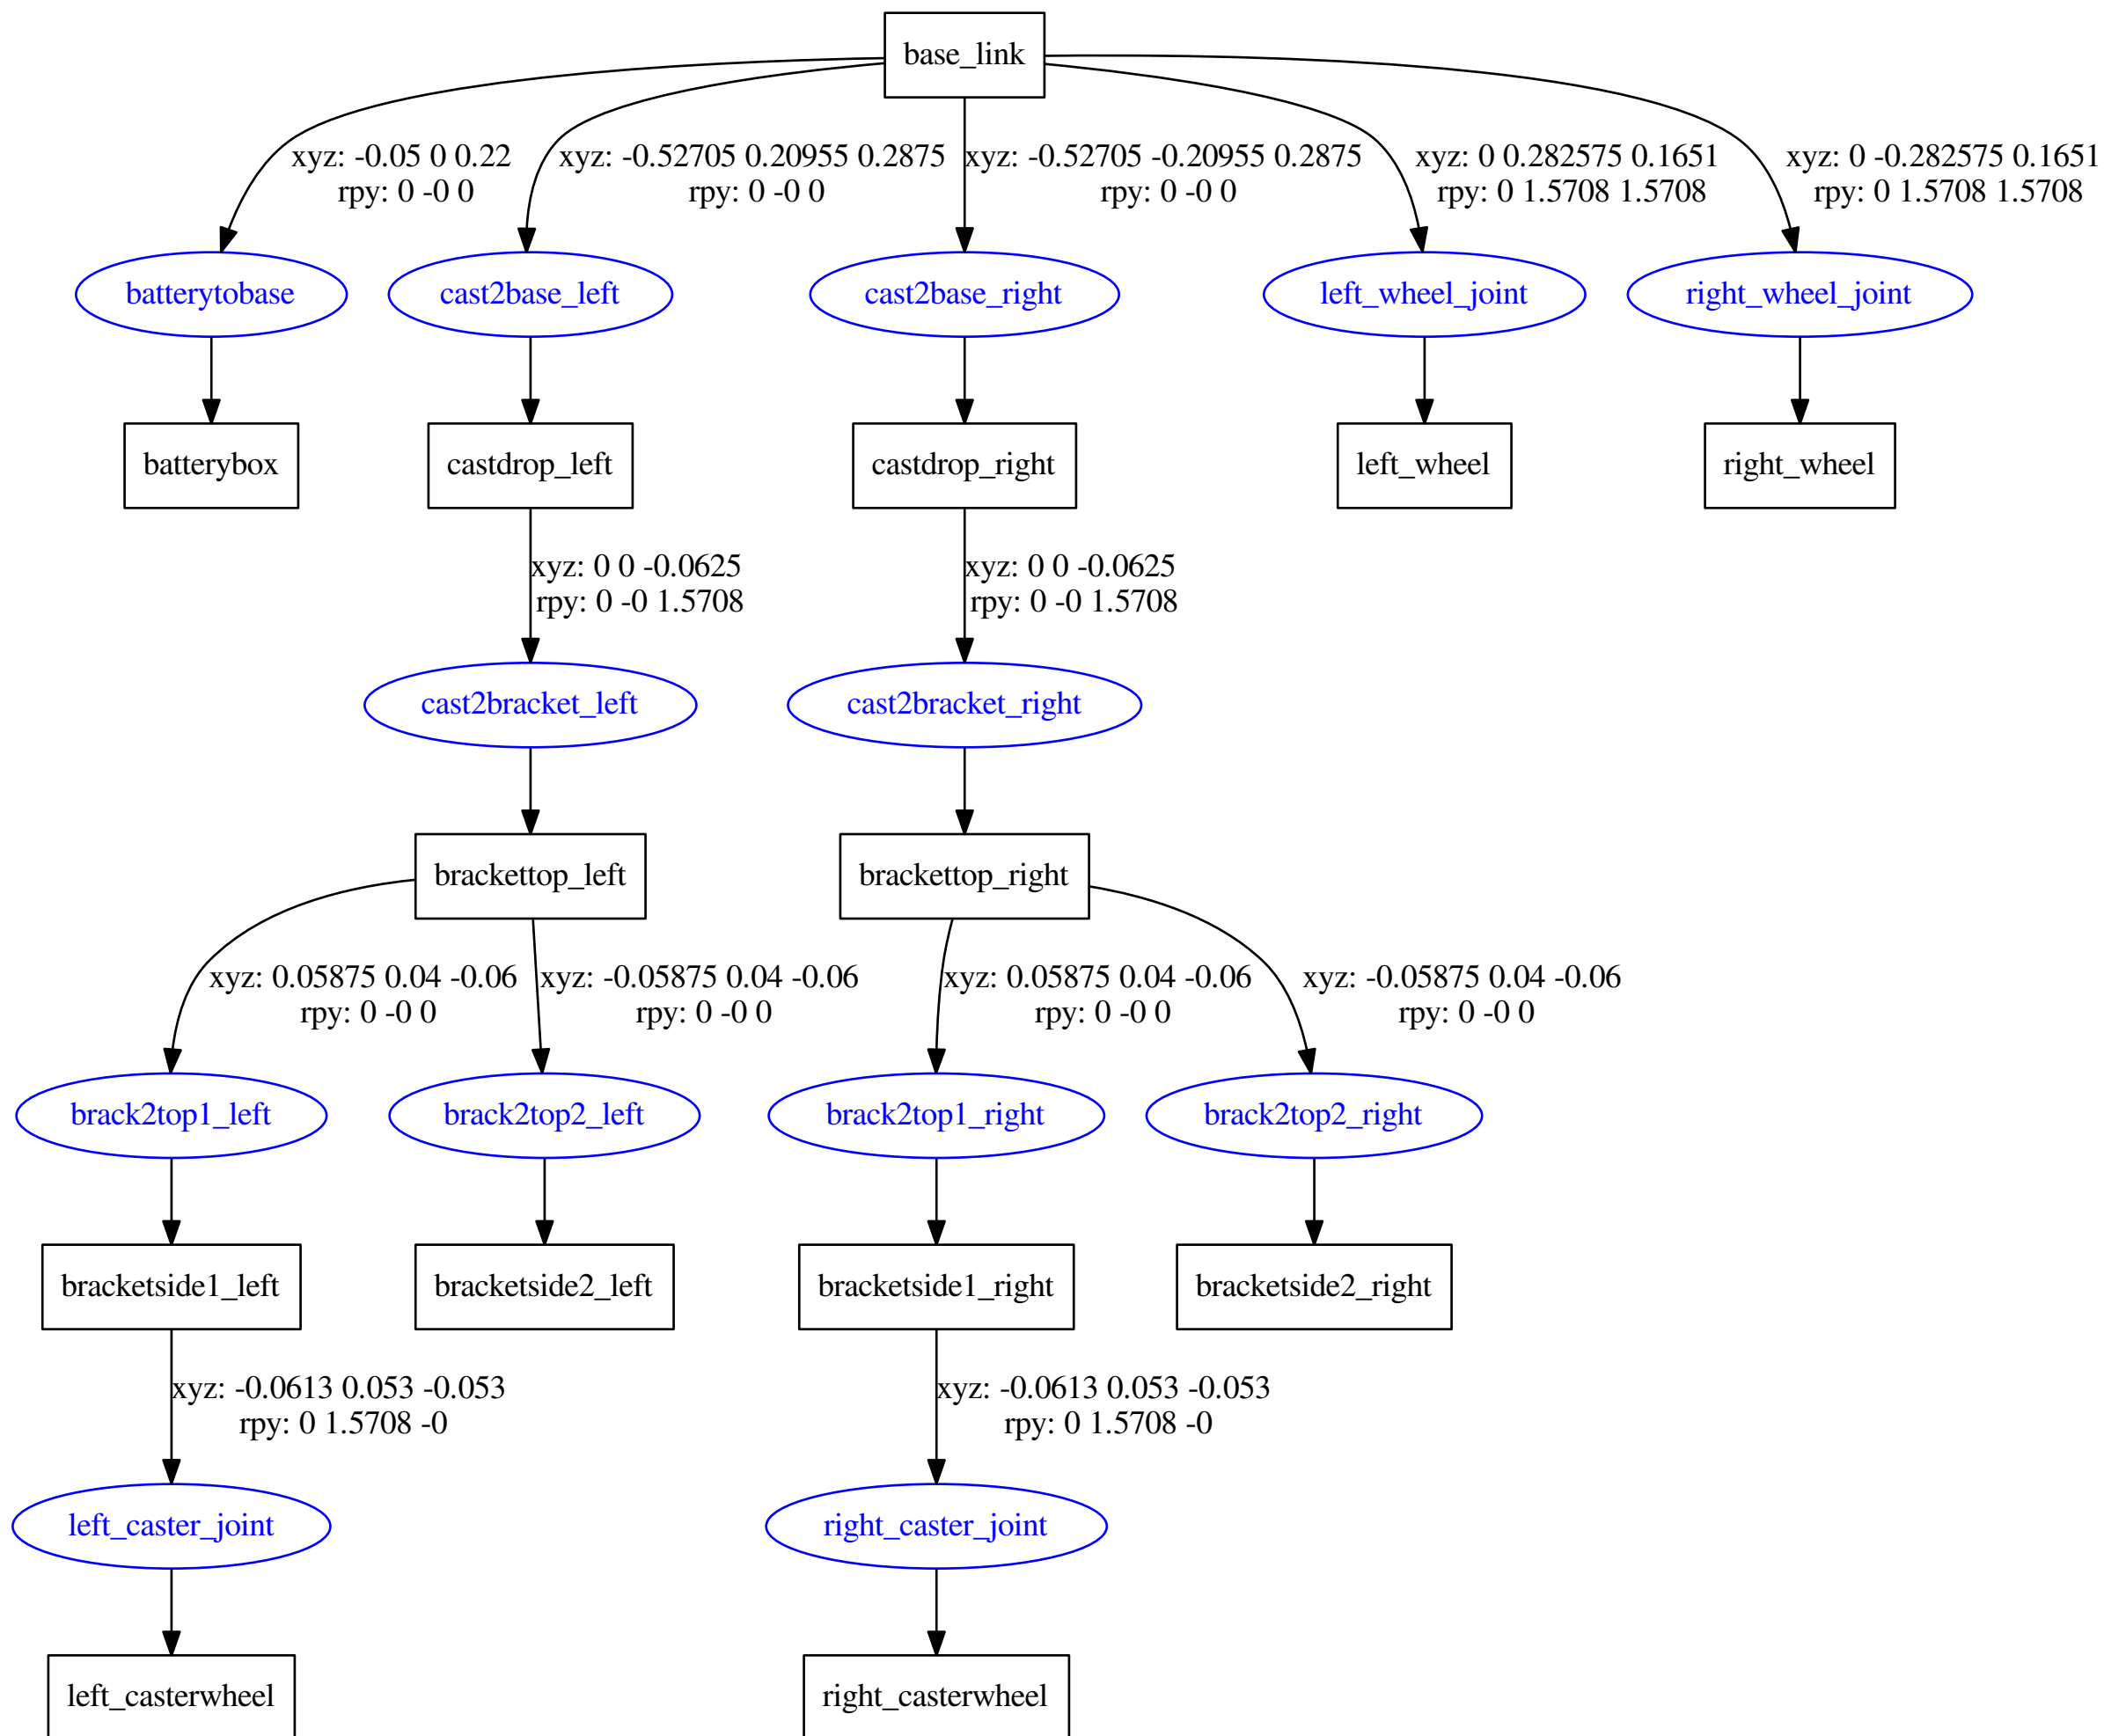 base_link
xyz: -0.05 0 0.22
rpy: 0 -0 0
xyz: -0.52705 0.20955 0.2875
rpy: 0 -0 0
xyz: -0.52705 -0.20955 0.2875
rpy: 0 -0 0
xyz: 0 0.282575 0.1651
rpy: 0 1.5708 1.5708
xyz: 0 -0.282575 0.1651
rpy: 0 1.5708 1.5708
batterytobase
cast2base_left
cast2base_right
left_wheel_joint
right_wheel_joint
batterybox
castdrop_left
castdrop_right
left_wheel
right_wheel
xyz: 0 0 -0.0625
rpy: 0 -0 1.5708
xyz: 0 0 -0.0625
rpy: 0 -0 1.5708
cast2bracket_left
cast2bracket_right
brackettop_left
brackettop_right
xyz: 0.05875 0.04 -0.06
rpy: 0 -0 0
xyz: -0.05875 0.04 -0.06
rpy: 0 -0 0
xyz: 0.05875 0.04 -0.06
rpy: 0 -0 0
xyz: -0.05875 0.04 -0.06
rpy: 0 -0 0
brack2top1_left
brack2top2_left
brack2top1_right
brack2top2_right
bracketside1_left
bracketside2_left
bracketside1_right
bracketside2_right
xyz: -0.0613 0.053 -0.053
rpy: 0 1.5708 -0
xyz: -0.0613 0.053 -0.053
rpy: 0 1.5708 -0
left_caster_joint
right_caster_joint
left_casterwheel
right_casterwheel